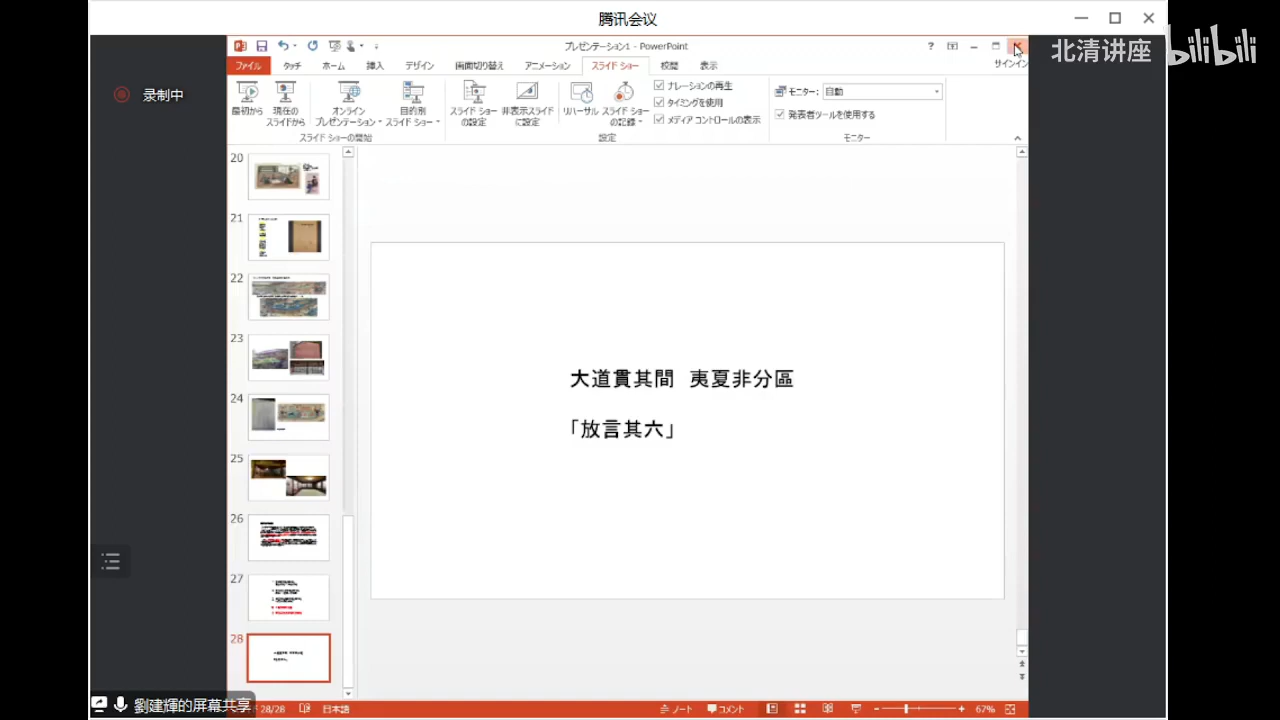 腾讯会议
北清讲座 bilibili
录制中
プレゼンテーション1 - PowerPoint
サインイン
ファイル タッチ ホーム 挿入 デザイン 画面切り替え アニメーション スライド ショー 校閲 表示
最初から
現在の
スライドから
オンライン
プレゼンテーション
目的別
スライド ショー
スライド ショーの開始
スライド ショー
の設定
非表示スライド
に設定
リハーサル
スライド ショー
の記録
ナレーションの再生
タイミングを使用
メディア コントロールの表示
設定
モニター: 自動
発表者ツールを使用する
モニター
20
21
22
23
24
25
26
27
28
大道貫其間 夷夏非分區
「放言其六」
劉建輝的屏幕共享
28/28 日本語
ノート コメント 67%